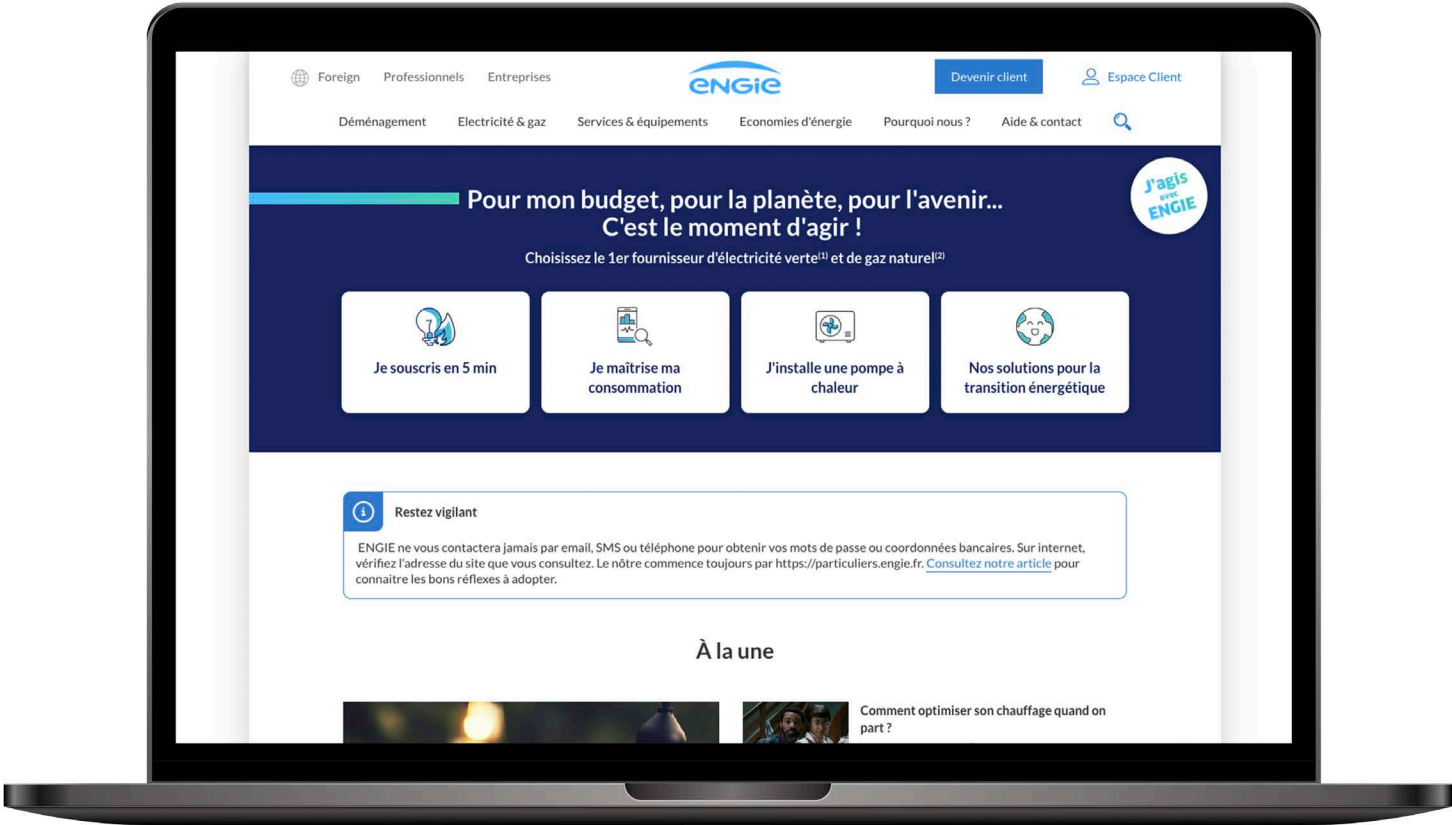 Foreign Professionnels Entreprises
ENGIE
Devenir client
Espace Client
Déménagement Electricité & gaz Services & équipements Economies d'énergie Pourquoi nous ? Aide & contact
Pour mon budget, pour la planète, pour l'avenir...
C'est le moment d'agir !
Choisissez le 1er fournisseur d'électricité verte(1) et de gaz naturel(2)
J'agis
avec
ENGIE
Je souscris en 5 min
Je maîtrise ma
consommation
J'installe une pompe à
chaleur
Nos solutions pour la
transition énergétique
Restez vigilant
ENGIE ne vous contactera jamais par email, SMS ou téléphone pour obtenir vos mots de passe ou coordonnées bancaires. Sur internet,
vérifiez l'adresse du site que vous consultez. Le nôtre commence toujours par https://particuliers.engie.fr. Consultez notre article pour
connaitre les bons réflexes à adopter.
À la une
Comment optimiser son chauffage quand on
part ?